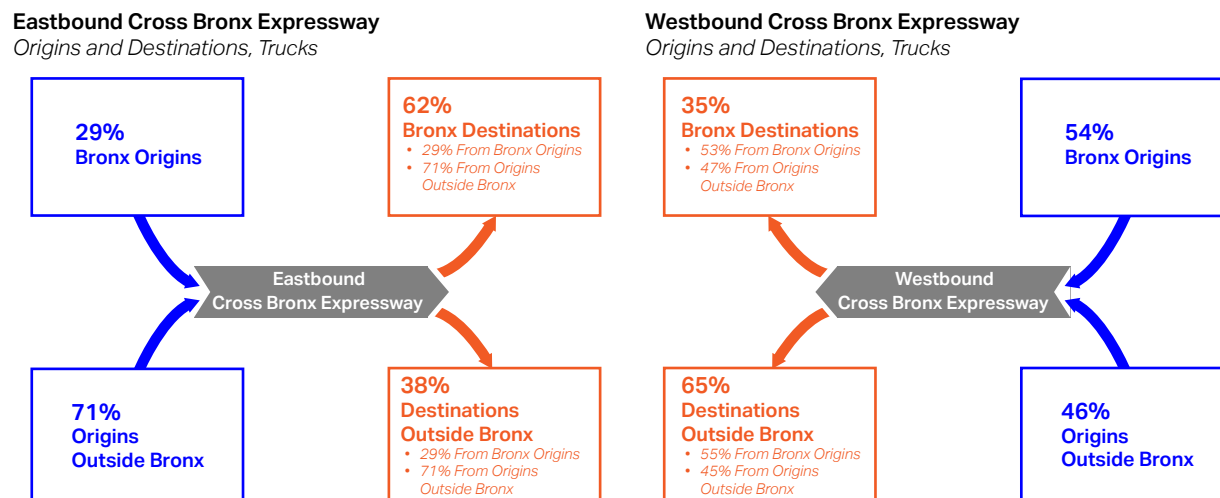 Eastbound Cross Bronx Expressway
Origins and Destinations, Trucks
29%
Bronx Origins
62%
Bronx Destinations
• 29% From Bronx Origins
• 71% From Origins
Outside Bronx
Eastbound
Cross Bronx Expressway
71%
Origins
Outside Bronx
38%
Destinations
Outside Bronx
• 29% From Bronx Origins
• 71% From Origins
Outside Bronx
Westbound Cross Bronx Expressway
Origins and Destinations, Trucks
35%
Bronx Destinations
• 53% From Bronx Origins
• 47% From Origins
Outside Bronx
54%
Bronx Origins
Westbound
Cross Bronx Expressway
65%
Destinations
Outside Bronx
• 55% From Bronx Origins
• 45% From Origins
Outside Bronx
46%
Origins
Outside Bronx